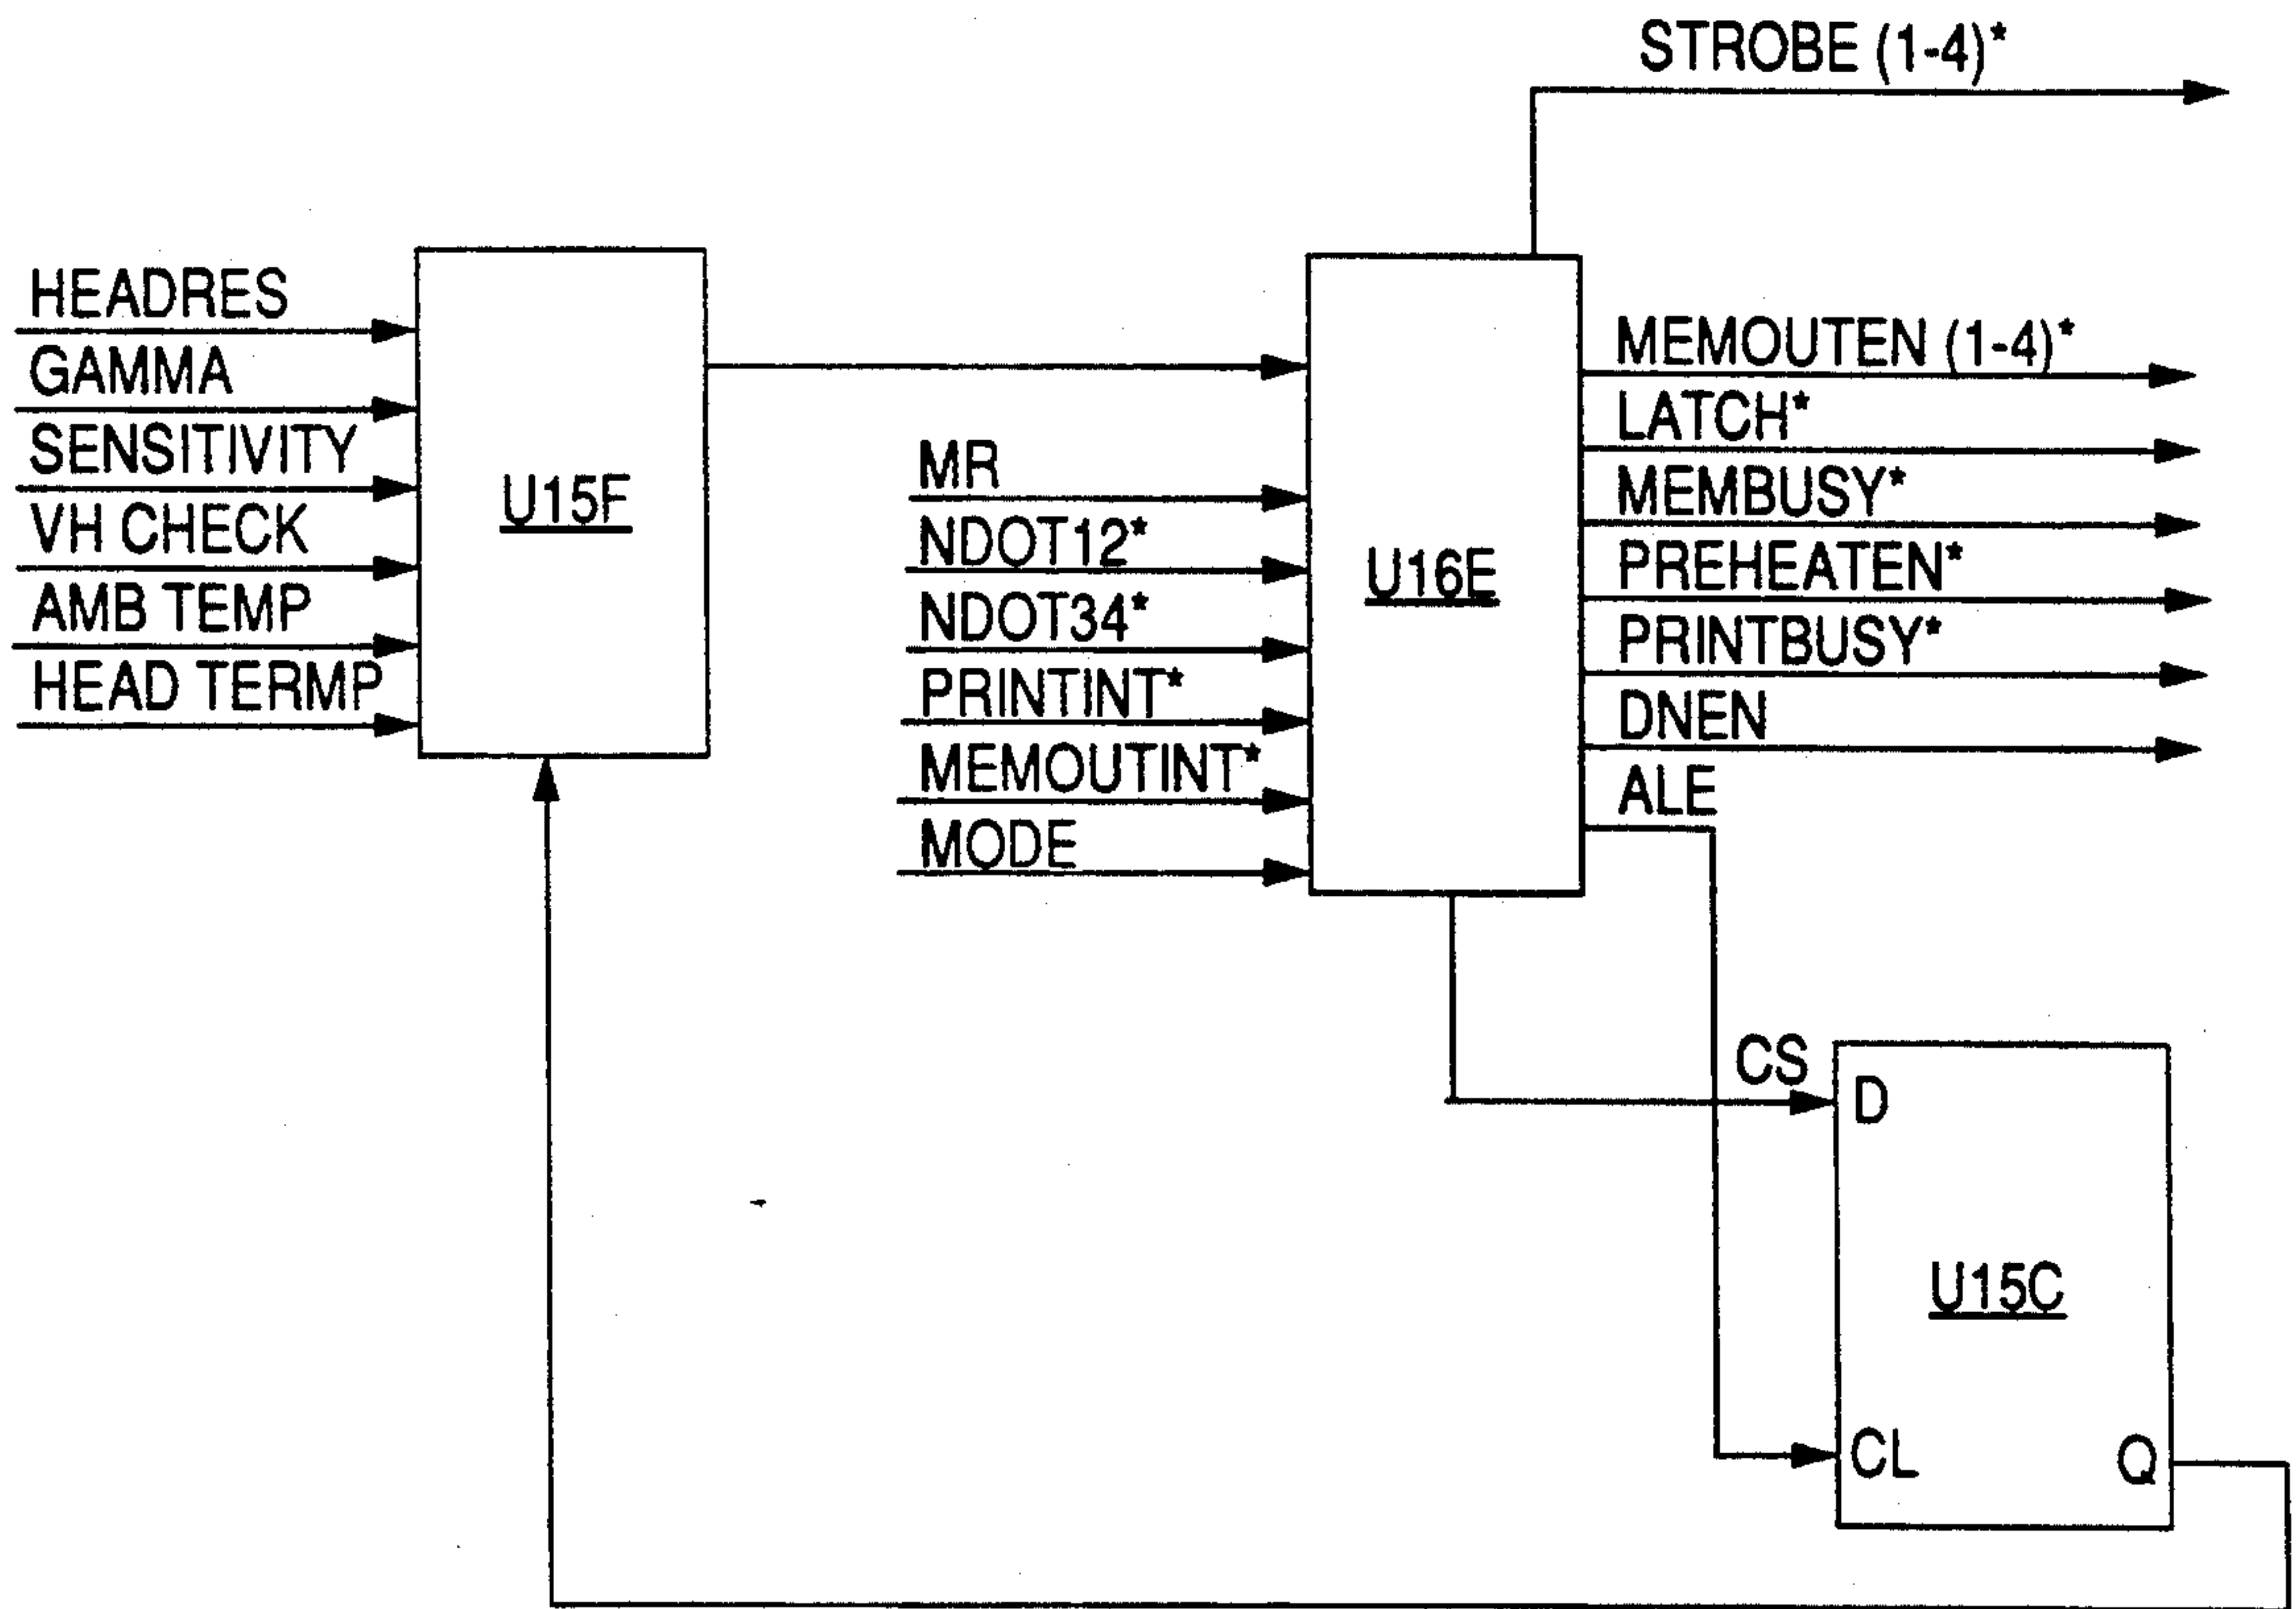 STROBE (1-4)*
HEADRES
GAMMA
SENSITIVITY
VH CHECK
AMB TEMP
HEAD TERMP
U15F
MR
NDOT12*
NDOT34*
PRINTINT*
MEMOUTINT*
MODE
U16E
MEMOUTEN (1-4)*
LATCH*
MEMBUSY*
PREHEATEN*
PRINTBUSY*
DNEN
ALE
CS
D
U15C
CL
Q